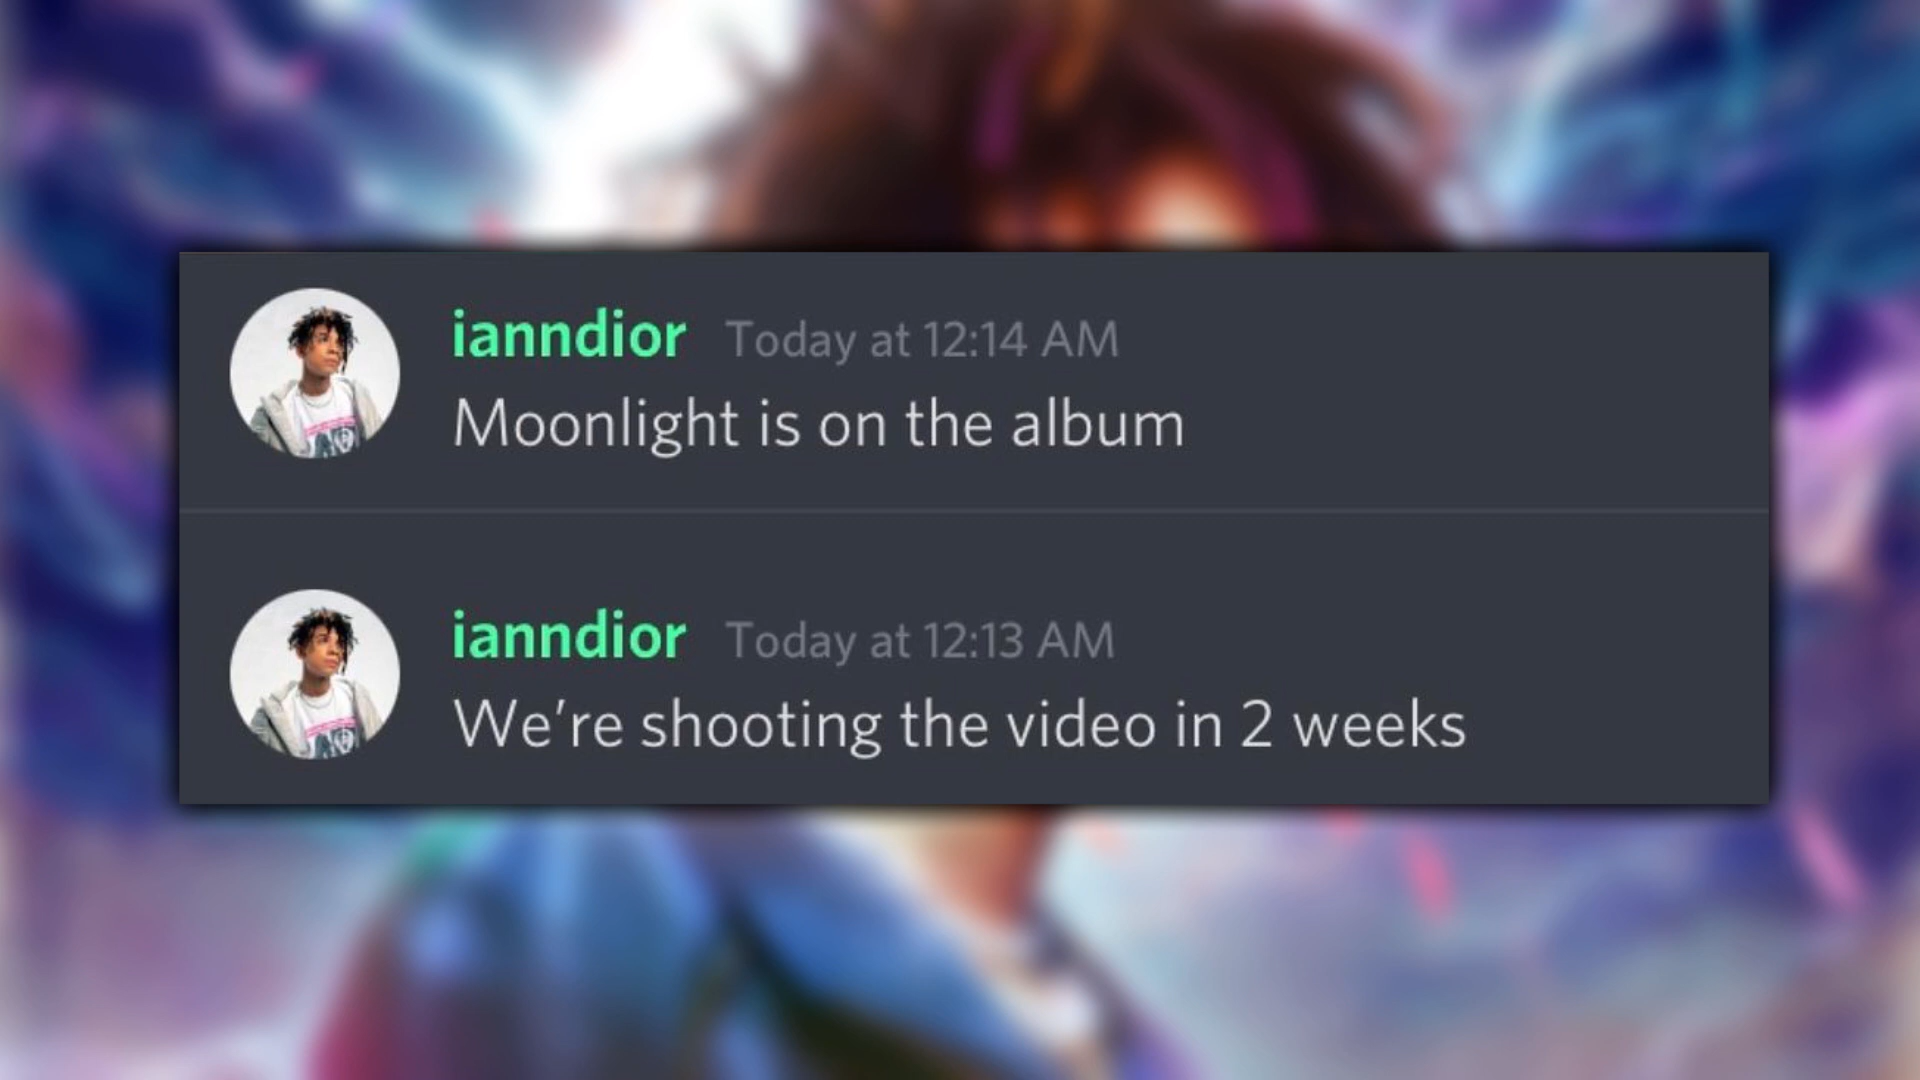 ianndior Today at 12:14 AM
Moonlight is on the album
ianndior Today at 12:13 AM
We’re shooting the video in 2 weeks